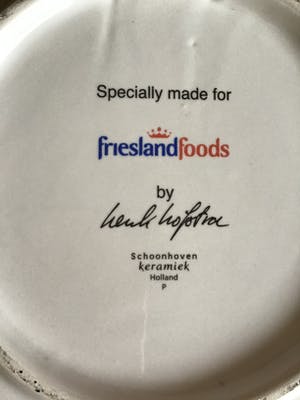 Specially made for
frieslandfoods
by
Henk Hofstra
Schoonhoven
keramiek
Holland
P